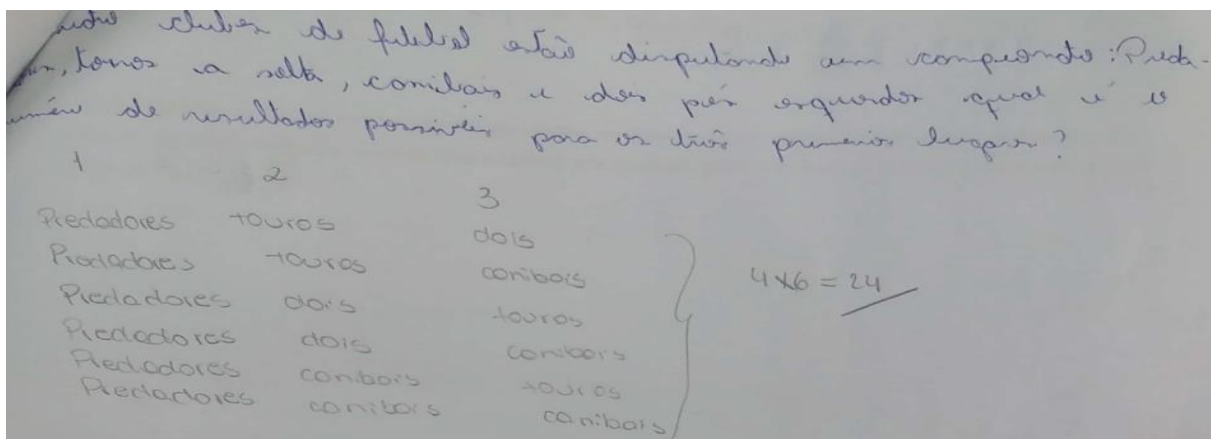 clubes de futebol estão disputando um campeonato: Preda-
touros a solta, canibais e dois pés esquerdos qual é o
de resultados possíveis para os três primeiros lugares?
1 2 3
Predadores touros dois
Predadores touros canibais
Predadores dois touros
Predadores dois canibais
Predadores canibais touros
Predadores canibais canibais
4x6 = 24